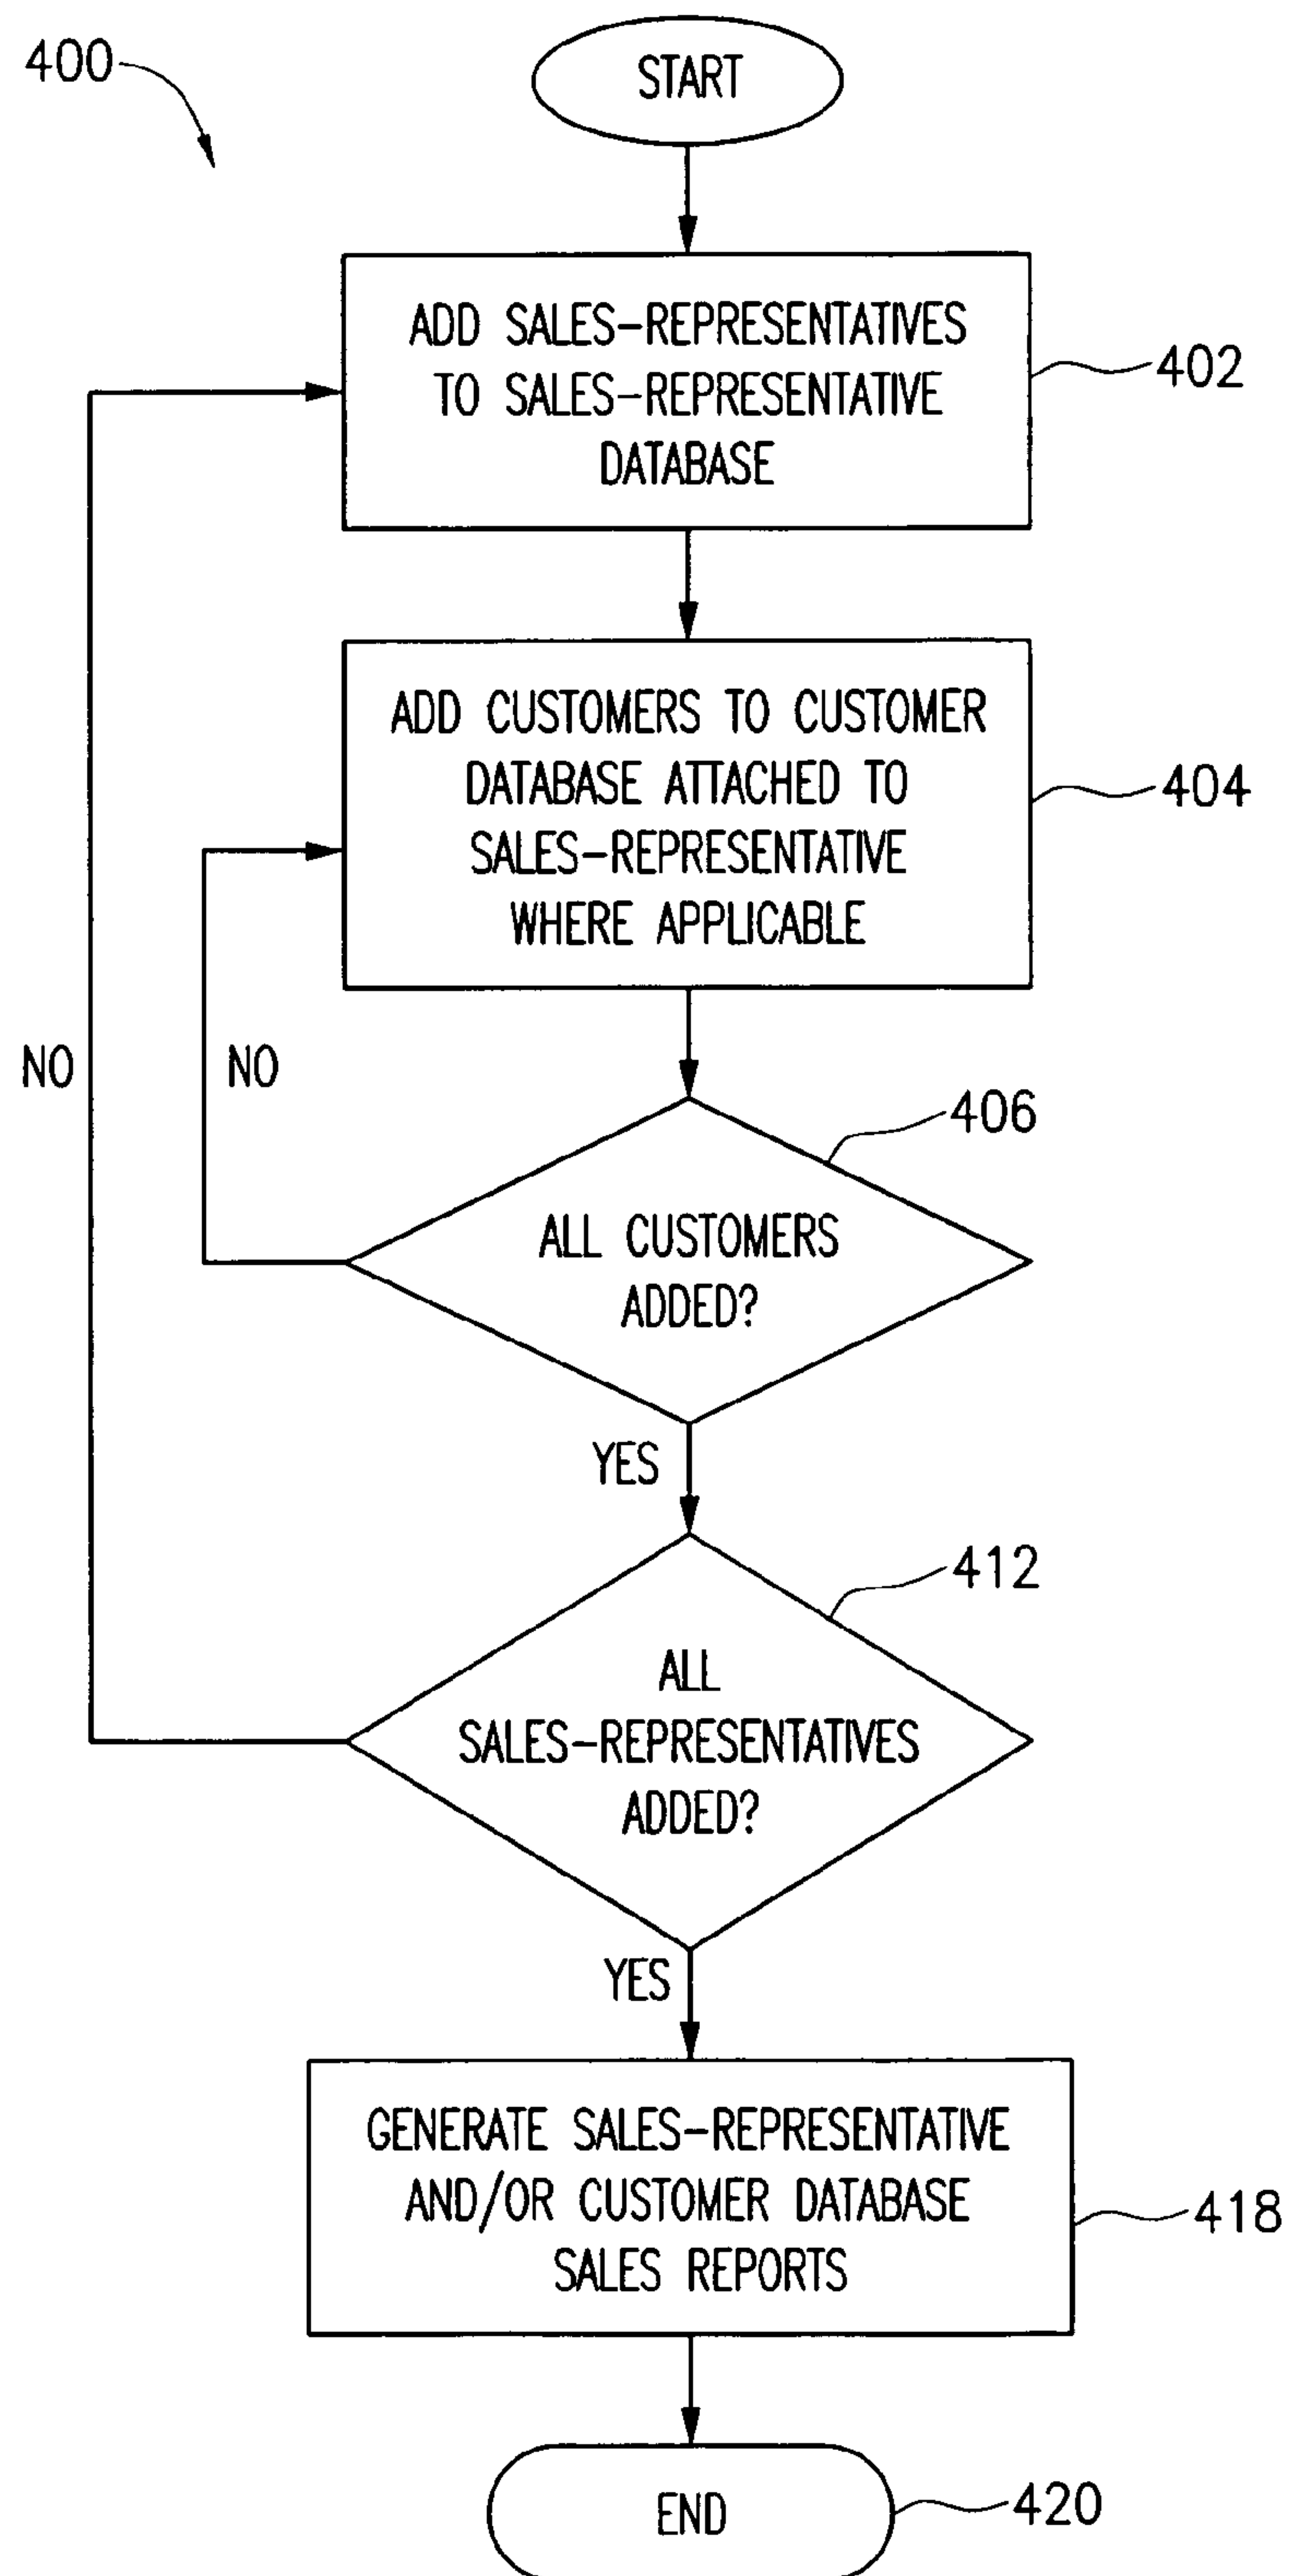 400
START
ADD SALES-REPRESENTATIVES
TO SALES-REPRESENTATIVE
DATABASE
402
ADD CUSTOMERS TO CUSTOMER
DATABASE ATTACHED TO
SALES-REPRESENTATIVE
WHERE APPLICABLE
404
NO
NO
406
ALL CUSTOMERS
ADDED?
YES
412
ALL
SALES-REPRESENTATIVES
ADDED?
YES
GENERATE SALES-REPRESENTATIVE
AND/OR CUSTOMER DATABASE
SALES REPORTS
418
END
420